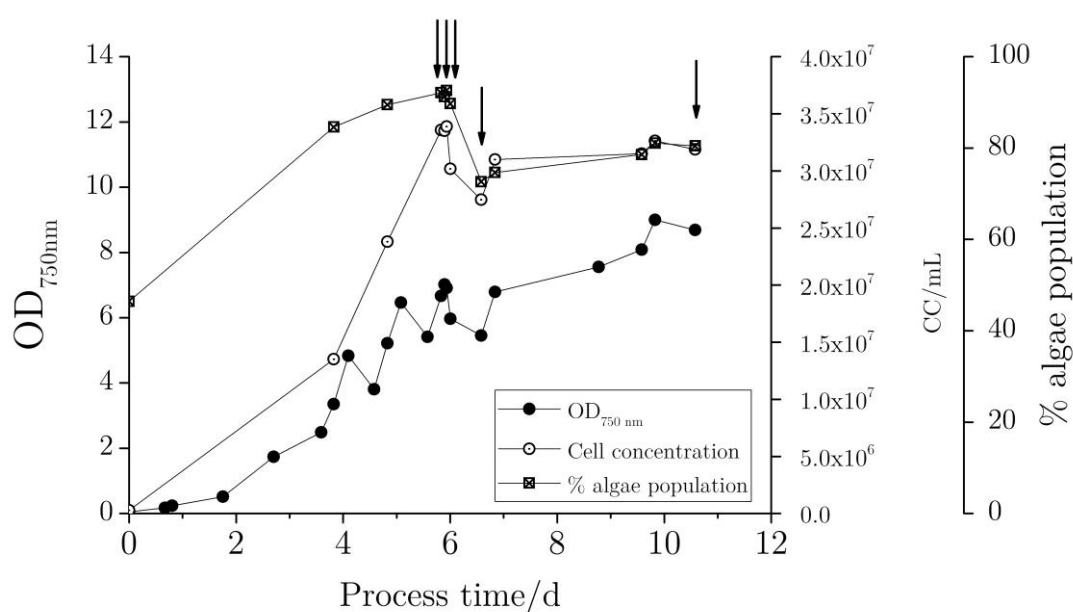 14
12
10
8
6
4
2
0
OD750nm
0
2
4
6
8
10
12
Process time/d
4.0x10^7
3.5x10^7
3.0x10^7
2.5x10^7
2.0x10^7
1.5x10^7
1.0x10^7
5.0x10^6
0.0
CC/mL
100
80
60
40
20
0
% algae population
OD750 nm
Cell concentration
% algae population